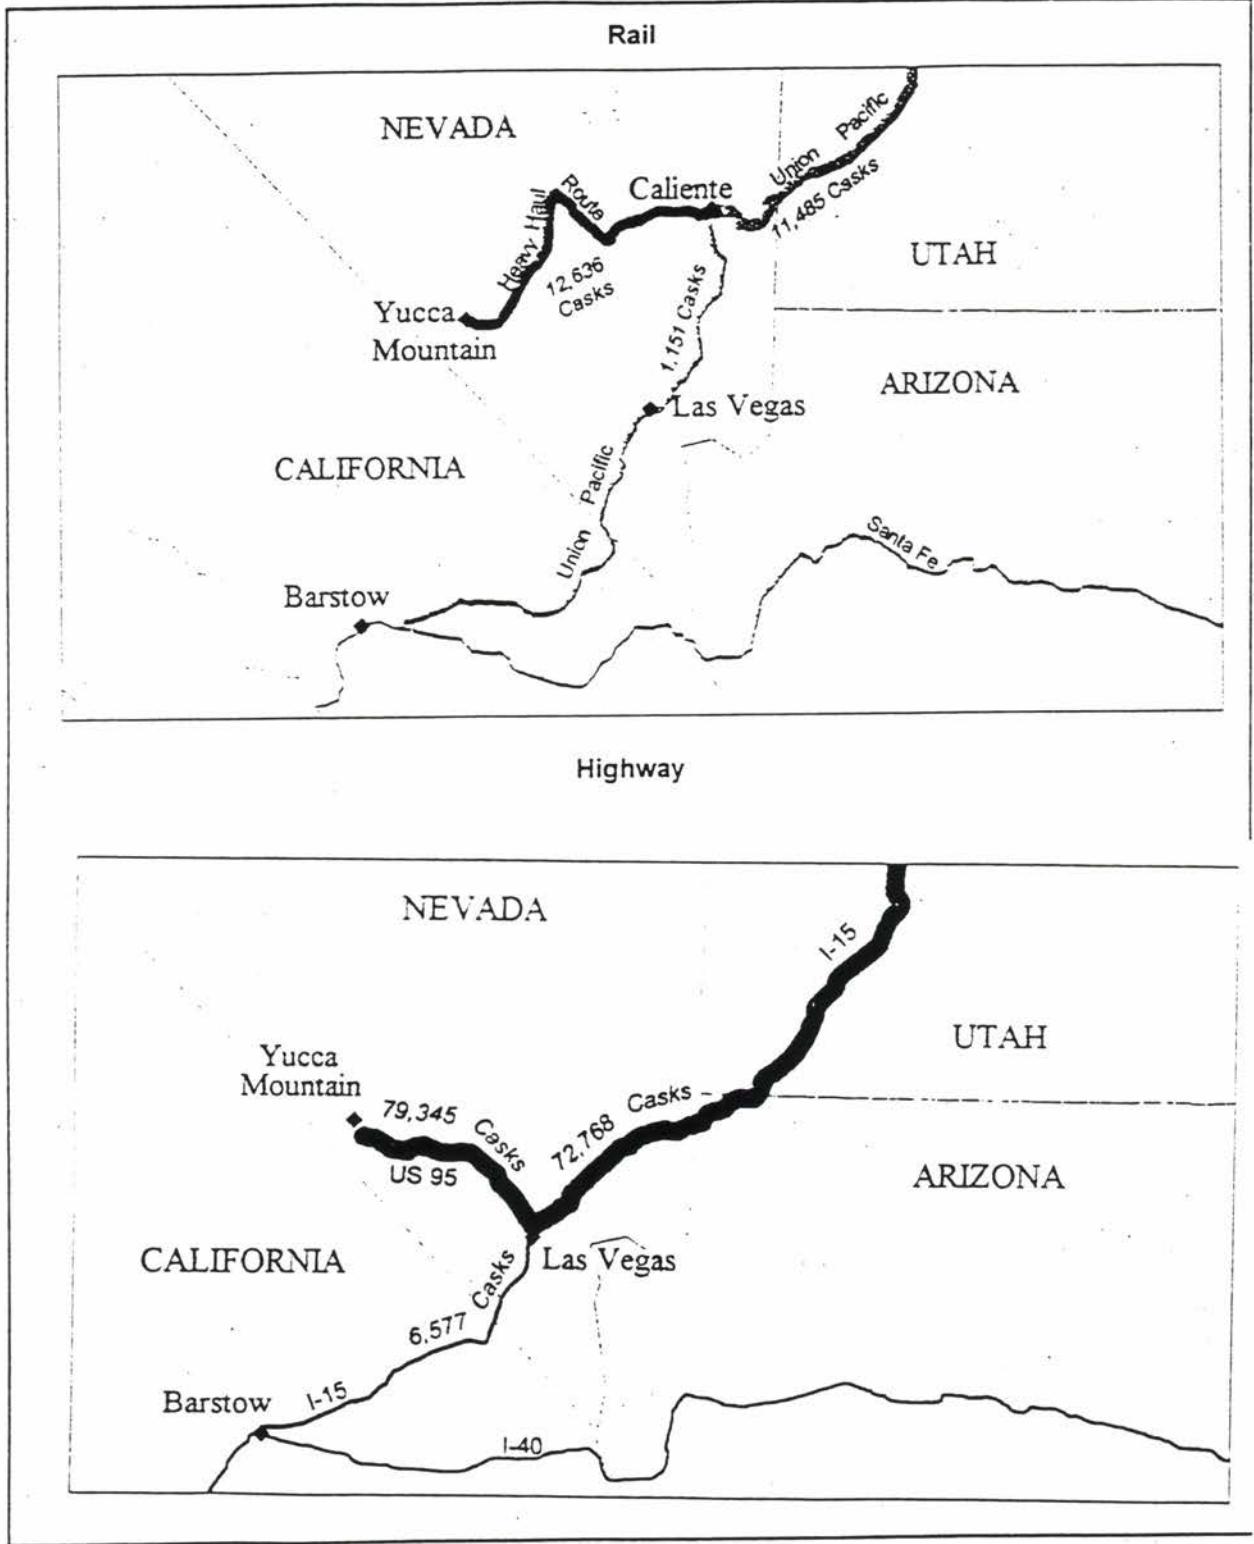 Rail
NEVADA
Union Pacific
11,485 Casks
Caliente
Heavy Haul Route
12,636
Casks
UTAH
Yucca
Mountain
1,151 Casks
ARIZONA
Las Vegas
CALIFORNIA
Union Pacific
Santa Fe
Barstow
Highway
NEVADA
I-15
UTAH
Yucca
Mountain
79,345 Casks
72,768 Casks
US 95
ARIZONA
CALIFORNIA
Las Vegas
6,577 Casks
Barstow
I-15
I-40